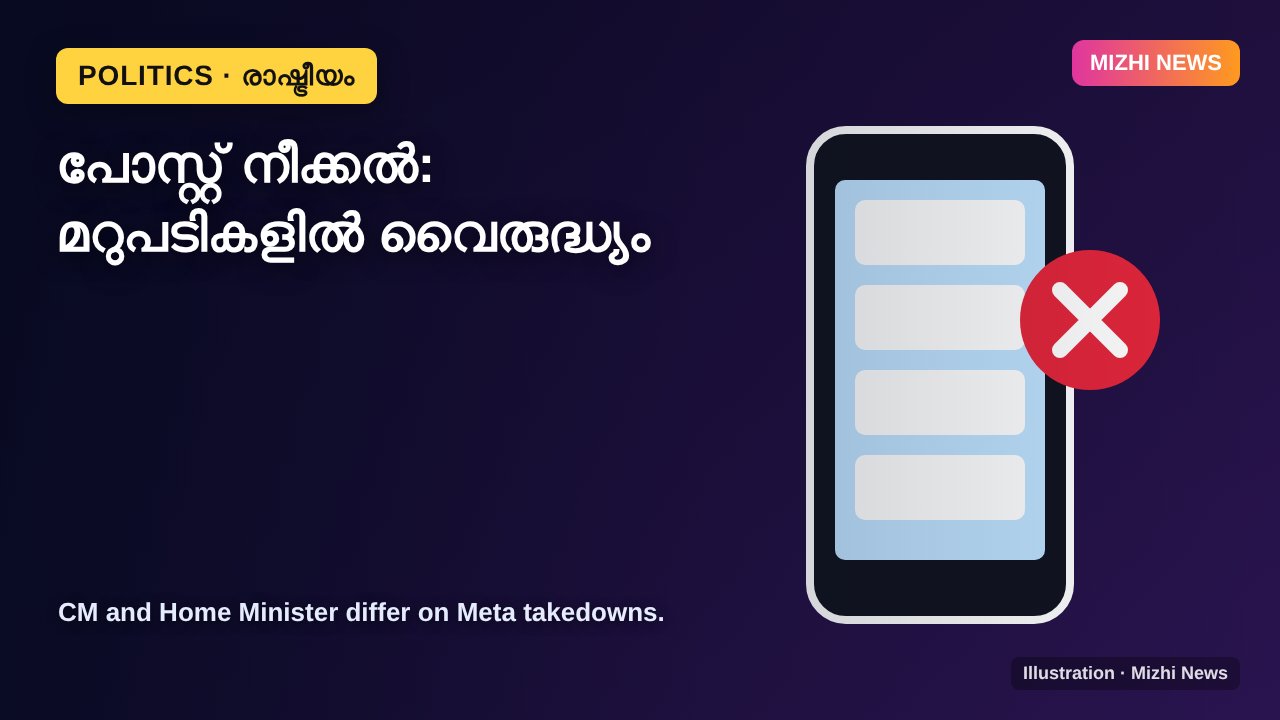 POLITICS · രാഷ്ട്രീയം
MIZHI NEWS
പോസ്റ്റ് നീക്കൽ:
മറുപടികളിൽ വൈരുദ്ധ്യം
CM and Home Minister differ on Meta takedowns.
Illustration · Mizhi News